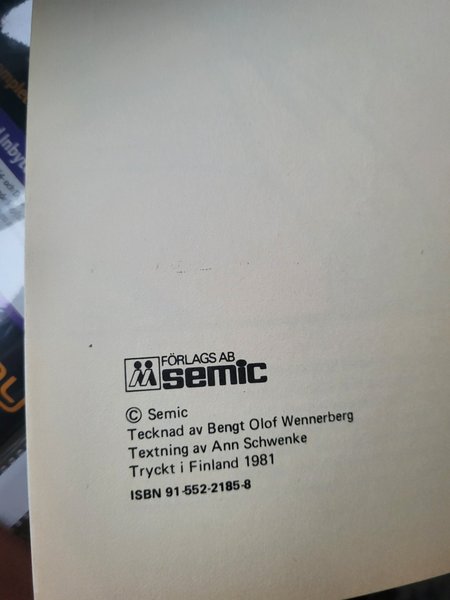 FÖRLAGS AB
semic
© Semic
Tecknad av Bengt Olof Wennerberg
Textning av Ann Schwenke
Tryckt i Finland 1981
ISBN 91-552-2185-8